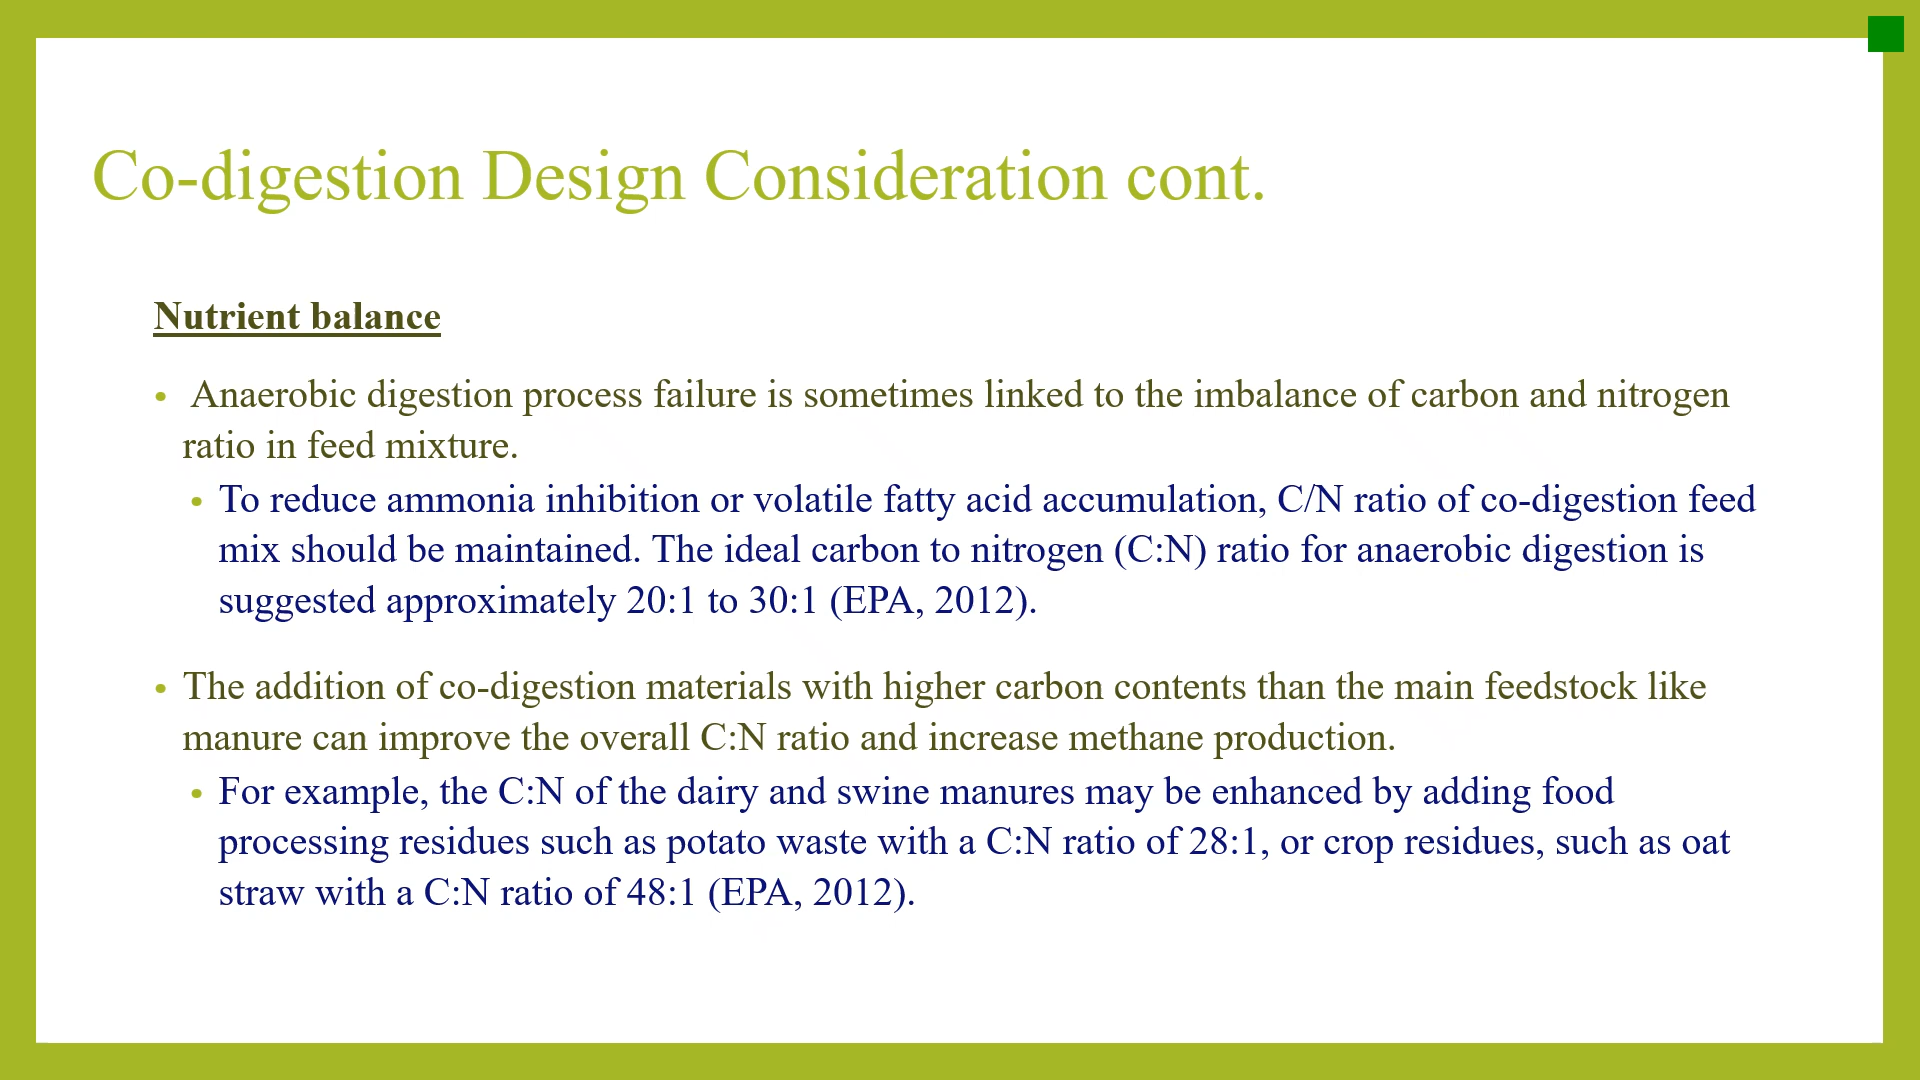 Co-digestion Design Consideration cont.
Nutrient balance
• Anaerobic digestion process failure is sometimes linked to the imbalance of carbon and nitrogen
ratio in feed mixture.
• To reduce ammonia inhibition or volatile fatty acid accumulation, C/N ratio of co-digestion feed
mix should be maintained. The ideal carbon to nitrogen (C:N) ratio for anaerobic digestion is
suggested approximately 20:1 to 30:1 (EPA, 2012).
• The addition of co-digestion materials with higher carbon contents than the main feedstock like
manure can improve the overall C:N ratio and increase methane production.
• For example, the C:N of the dairy and swine manures may be enhanced by adding food
processing residues such as potato waste with a C:N ratio of 28:1, or crop residues, such as oat
straw with a C:N ratio of 48:1 (EPA, 2012).